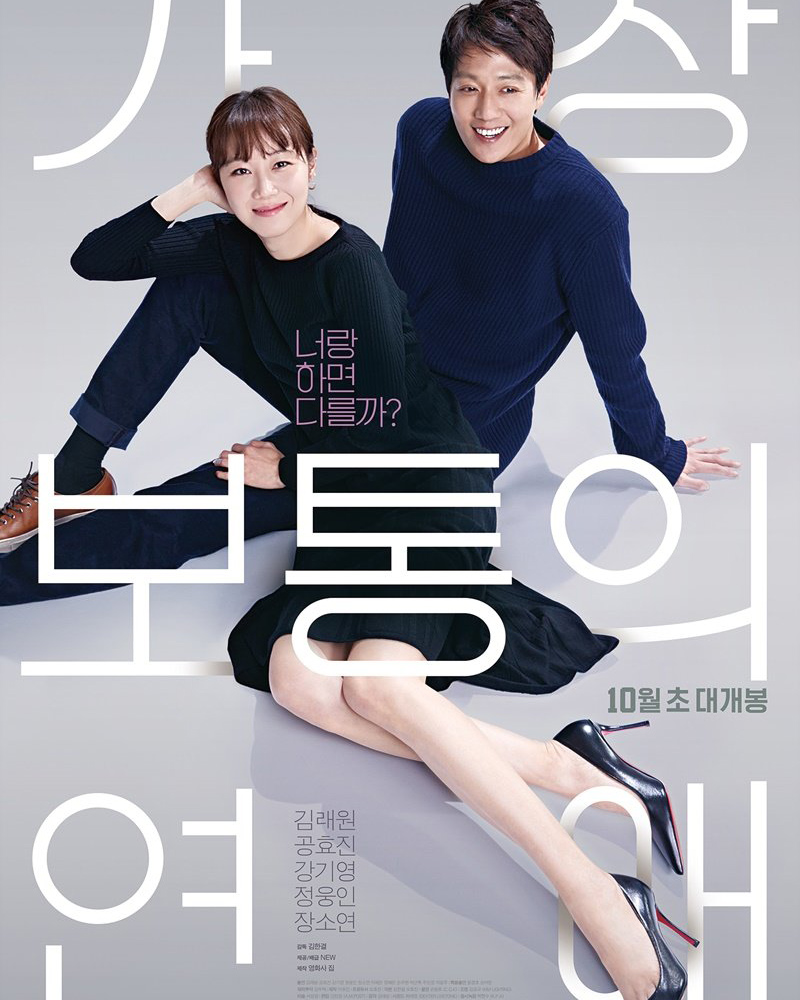 가장
너랑
하면
다를까?
보통의
10월 초 대개봉
연애
김래원
공효진
강기영
정웅인
장소연
감독 김한결
제공/배급 NEW
제작 영화사 집